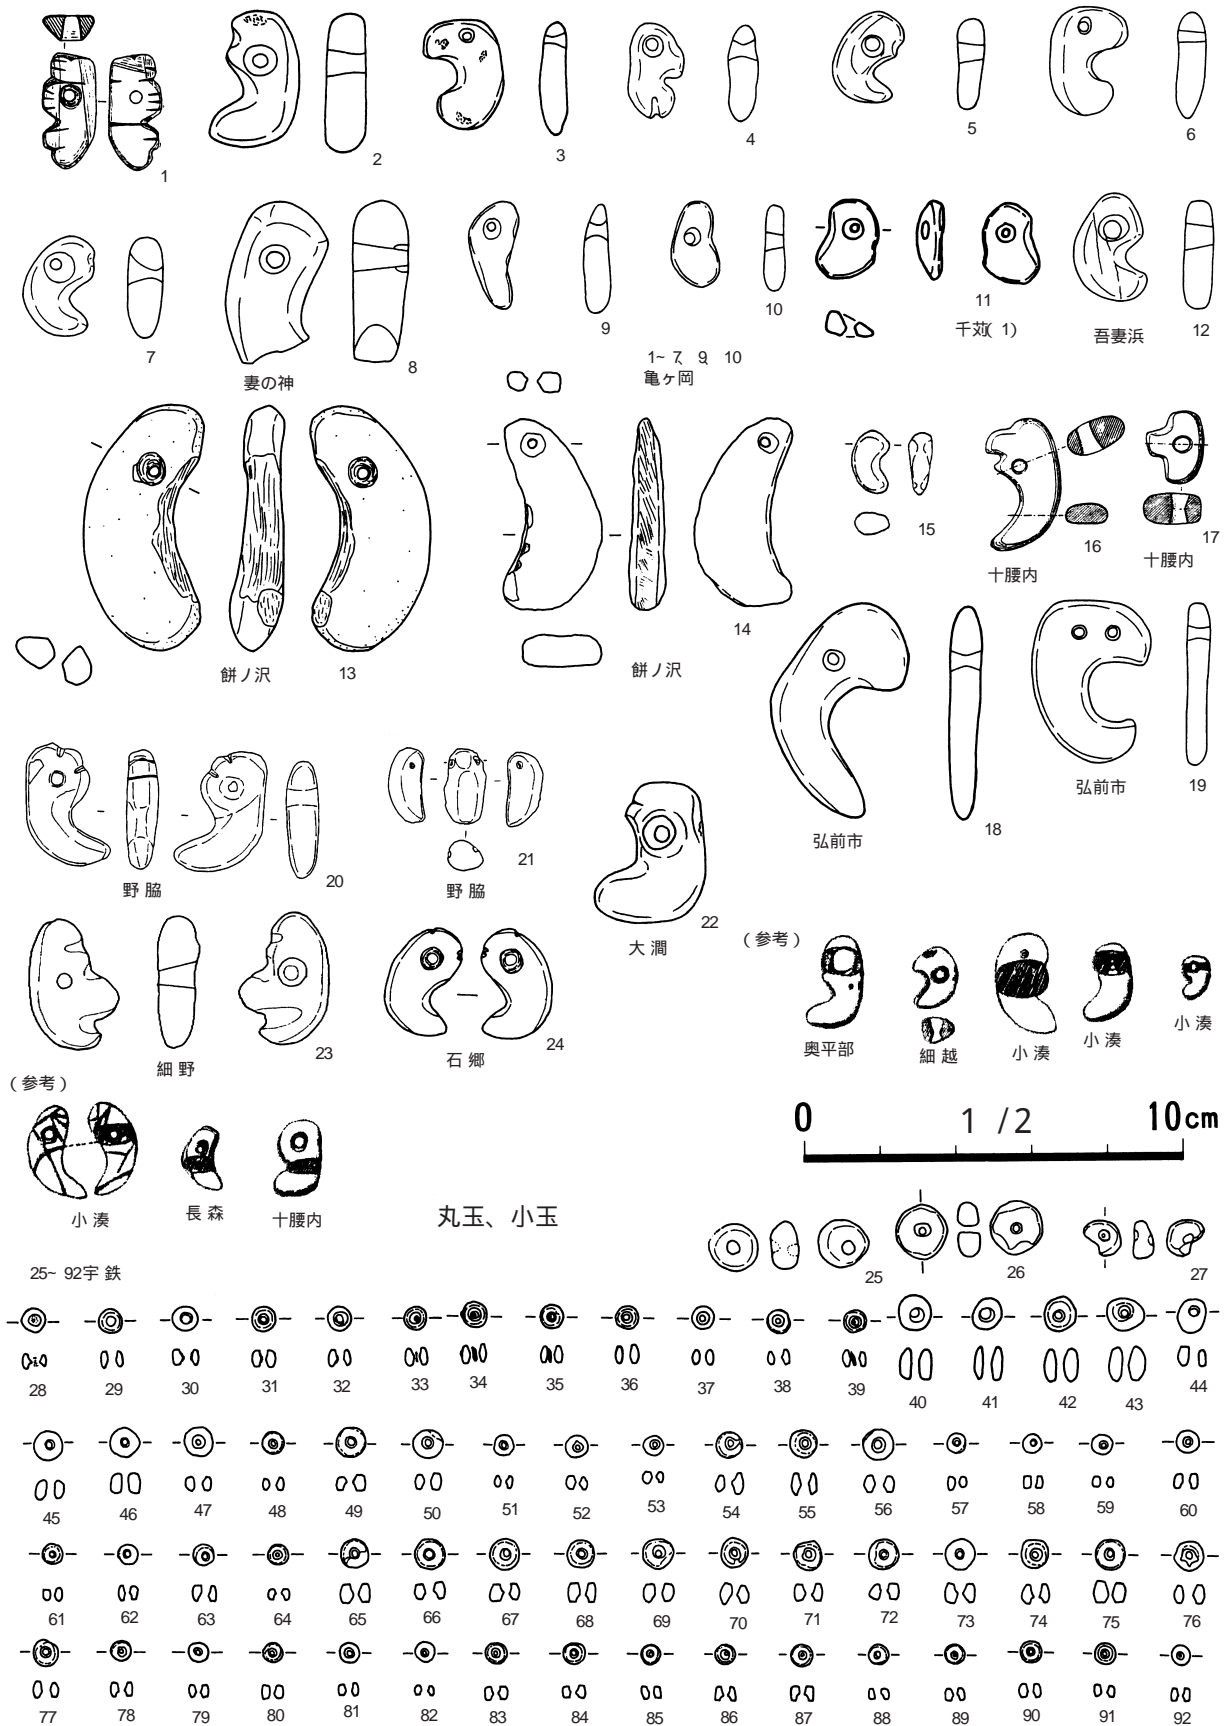 1 2 3 4 5 6
7 8 9 10 11 12
妻の神
1~7、9、10
亀ヶ岡
千苅(1)
吾妻浜
13 14 15 16 17
餅ノ沢
餅ノ沢
十腰内
十腰内
18 19
弘前市
弘前市
20 21 22
野脇
野脇
大澗
23 24
細野
石郷
(参考)
奥平部
細越
小湊
小湊
小湊
(参考)
小湊
長森
十腰内
0 1/2 10cm
丸玉、小玉
25~92宇鉄
25 26 27
28 29 30 31 32 33 34 35 36 37 38 39 40 41 42 43 44
45 46 47 48 49 50 51 52 53 54 55 56 57 58 59 60
61 62 63 64 65 66 67 68 69 70 71 72 73 74 75 76
77 78 79 80 81 82 83 84 85 86 87 88 89 90 91 92